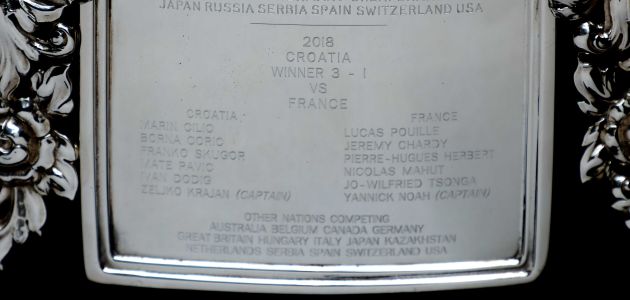 JAPAN RUSSIA SERBIA SPAIN SWITZERLAND USA
2018
CROATIA
WINNER 3 - 1
VS
FRANCE
CROATIA
MARIN CILIC
BORNA CORIC
FRANKO SKUGOR
MATE PAVIC
IVAN DODIG
ZELJKO KRAJAN (CAPTAIN)
FRANCE
LUCAS POUILLE
JEREMY CHARDY
PIERRE-HUGUES HERBERT
NICOLAS MAHUT
JO-WILFRIED TSONGA
YANNICK NOAH (CAPTAIN)
OTHER NATIONS COMPETING
AUSTRALIA BELGIUM CANADA GERMANY
GREAT BRITAIN HUNGARY ITALY JAPAN KAZAKHSTAN
NETHERLANDS SERBIA SPAIN SWITZERLAND USA